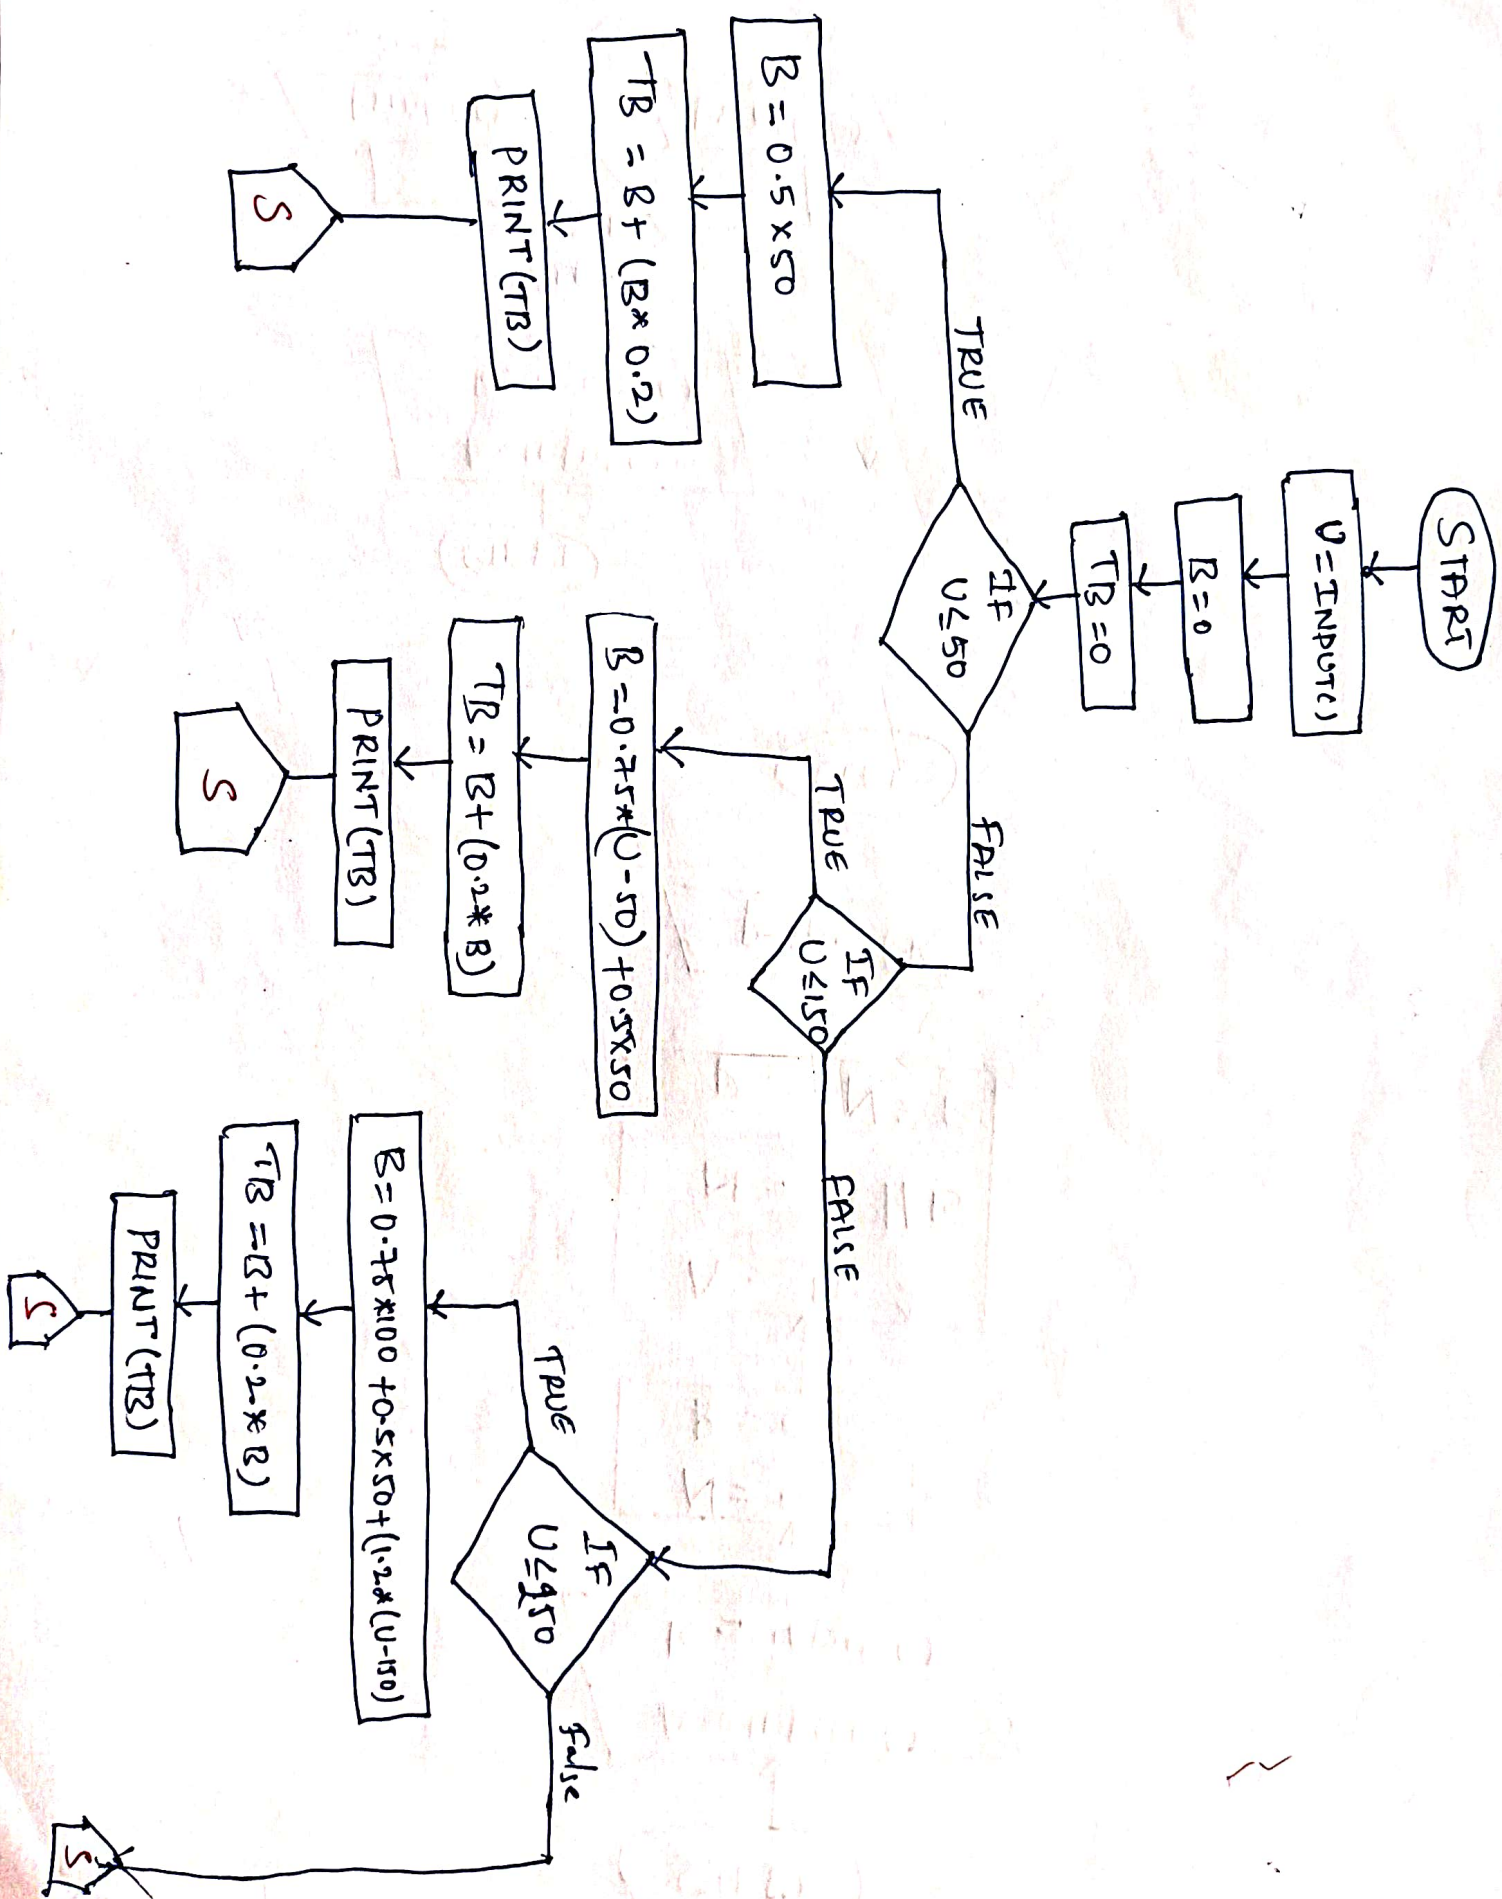 START
U=INPUT()
B=0
TB=0
IF
U≤50
TRUE
FALSE
B=0.5×50
TB = B+(B*0.2)
PRINT(TB)
S
IF
U≤150
TRUE
FALSE
B=0.75*(U-50)+0.5×50
TB= B+(0.2*B)
PRINT(TB)
S
IF
TRUE
False
B=0.75*100+0.5×50+(1.2*(U-150)
TB=B+(0.2*B)
PRINT(TB)
S
S